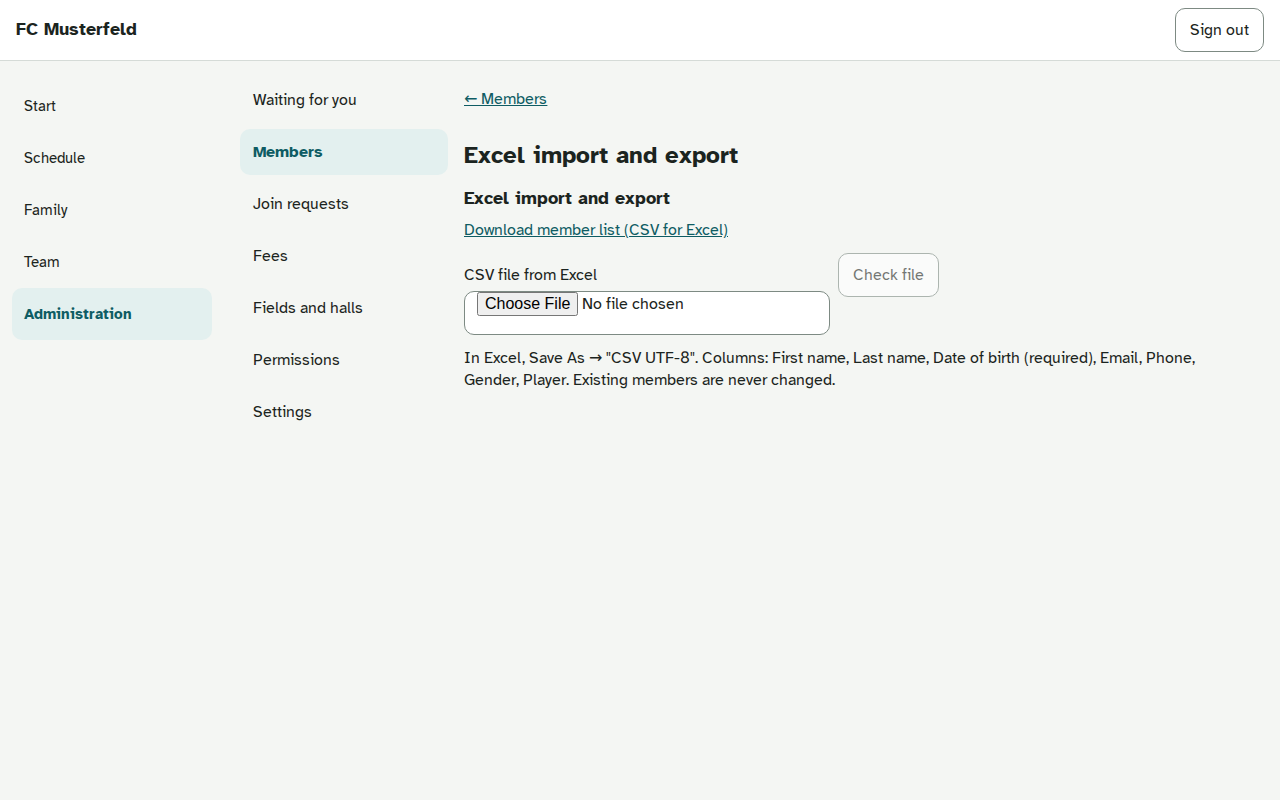 FC Musterfeld
Sign out
Start
Schedule
Family
Team
Administration
Waiting for you
Members
Join requests
Fees
Fields and halls
Permissions
Settings
← Members
Excel import and export
Excel import and export
Download member list (CSV for Excel)
CSV file from Excel
Check file
Choose File No file chosen
In Excel, Save As → "CSV UTF-8". Columns: First name, Last name, Date of birth (required), Email, Phone,
Gender, Player. Existing members are never changed.